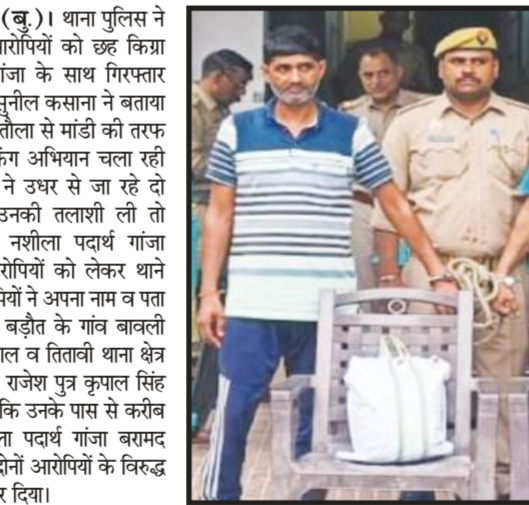 (बु.)। थाना पुलिस ने
आरोपियों को छह किग्रा
गांजा के साथ गिरफ्तार
सुनील कसाना ने बताया
तौला से मांडी की तरफ
किंग अभियान चला रही
ने उधर से जा रहे दो
उनकी तलाशी ली तो
नशीला पदार्थ गांजा
रोपियों को लेकर थाने
पियों ने अपना नाम व पता
बड़ौत के गांव बावली
ाल व तितावी थाना क्षेत्र
राजेश पुत्र कृपाल सिंह
कि उनके पास से करीब
ला पदार्थ गांजा बरामद
दोनों आरोपियों के विरुद्ध
र दिया।